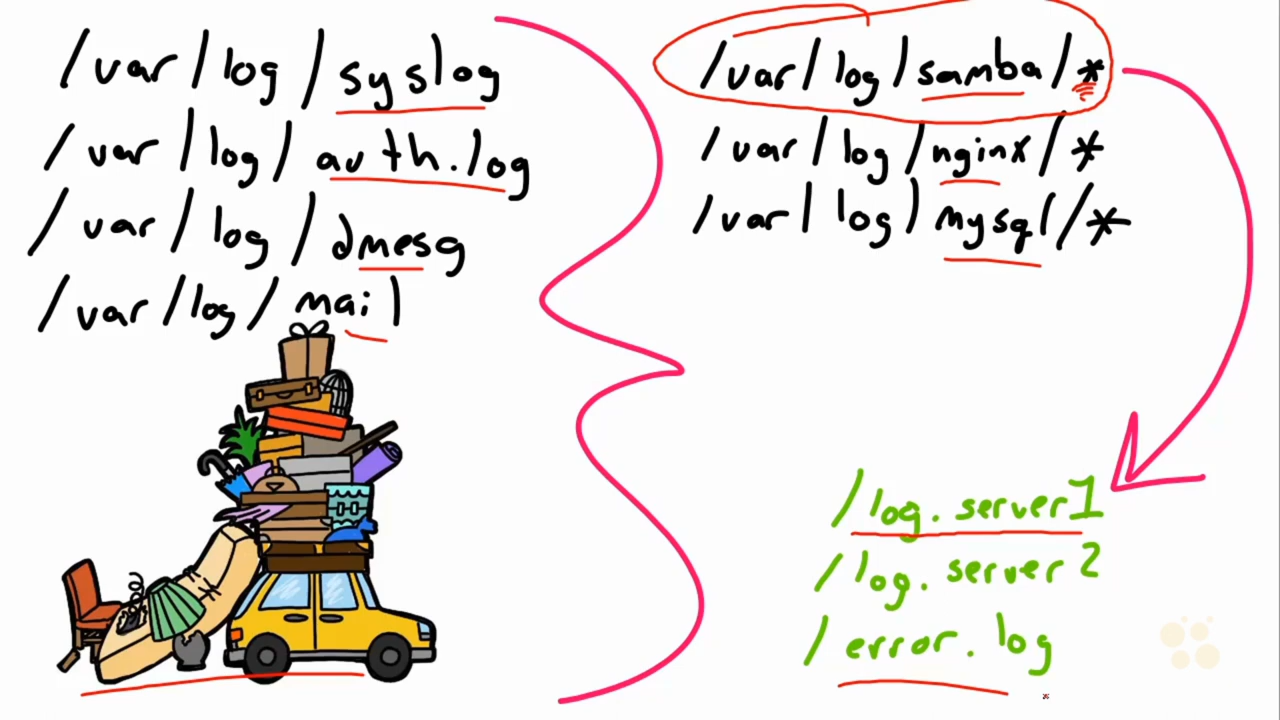 /var/log/syslog
/var/log/auth.log
/var/log/dmesg
/var/log/mail
/var/log/samba/*
/var/log/nginx/*
/var/log/mysql/*
/log.server1
/log.server2
/error.log